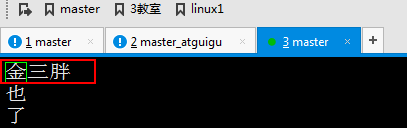 master 3教室 linux1
1 master × 2 master_atguigu × 3 master × +
金三胖
也
了